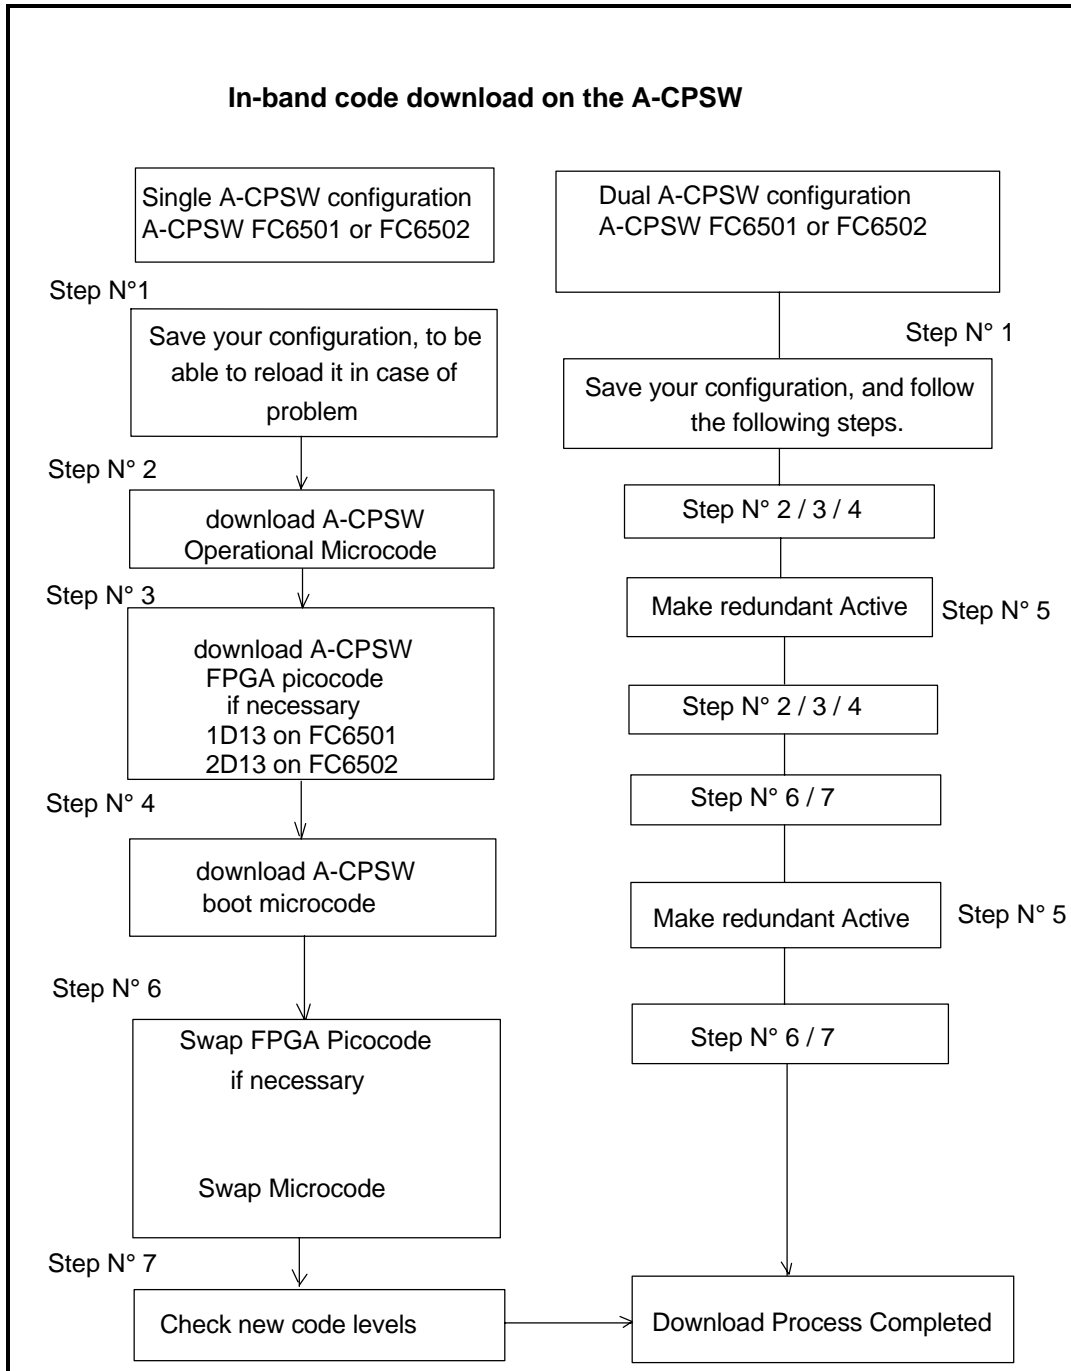 In-band code download on the A-CPSW
Single A-CPSW configuration
A-CPSW FC6501 or FC6502
Step N°1
Save your configuration, to be
able to reload it in case of
problem
Step N° 2
download A-CPSW
Operational Microcode
Step N° 3
download A-CPSW
FPGA picocode
if necessary
1D13 on FC6501
2D13 on FC6502
Step N° 4
download A-CPSW
boot microcode
Step N° 6
Swap FPGA Picocode
if necessary
Swap Microcode
Step N° 7
Check new code levels
Dual A-CPSW configuration
A-CPSW FC6501 or FC6502
Step N° 1
Save your configuration, and follow
the following steps.
Step N° 2 / 3 / 4
Make redundant Active
Step N° 5
Step N° 2 / 3 / 4
Step N° 6 / 7
Make redundant Active
Step N° 5
Step N° 6 / 7
Download Process Completed